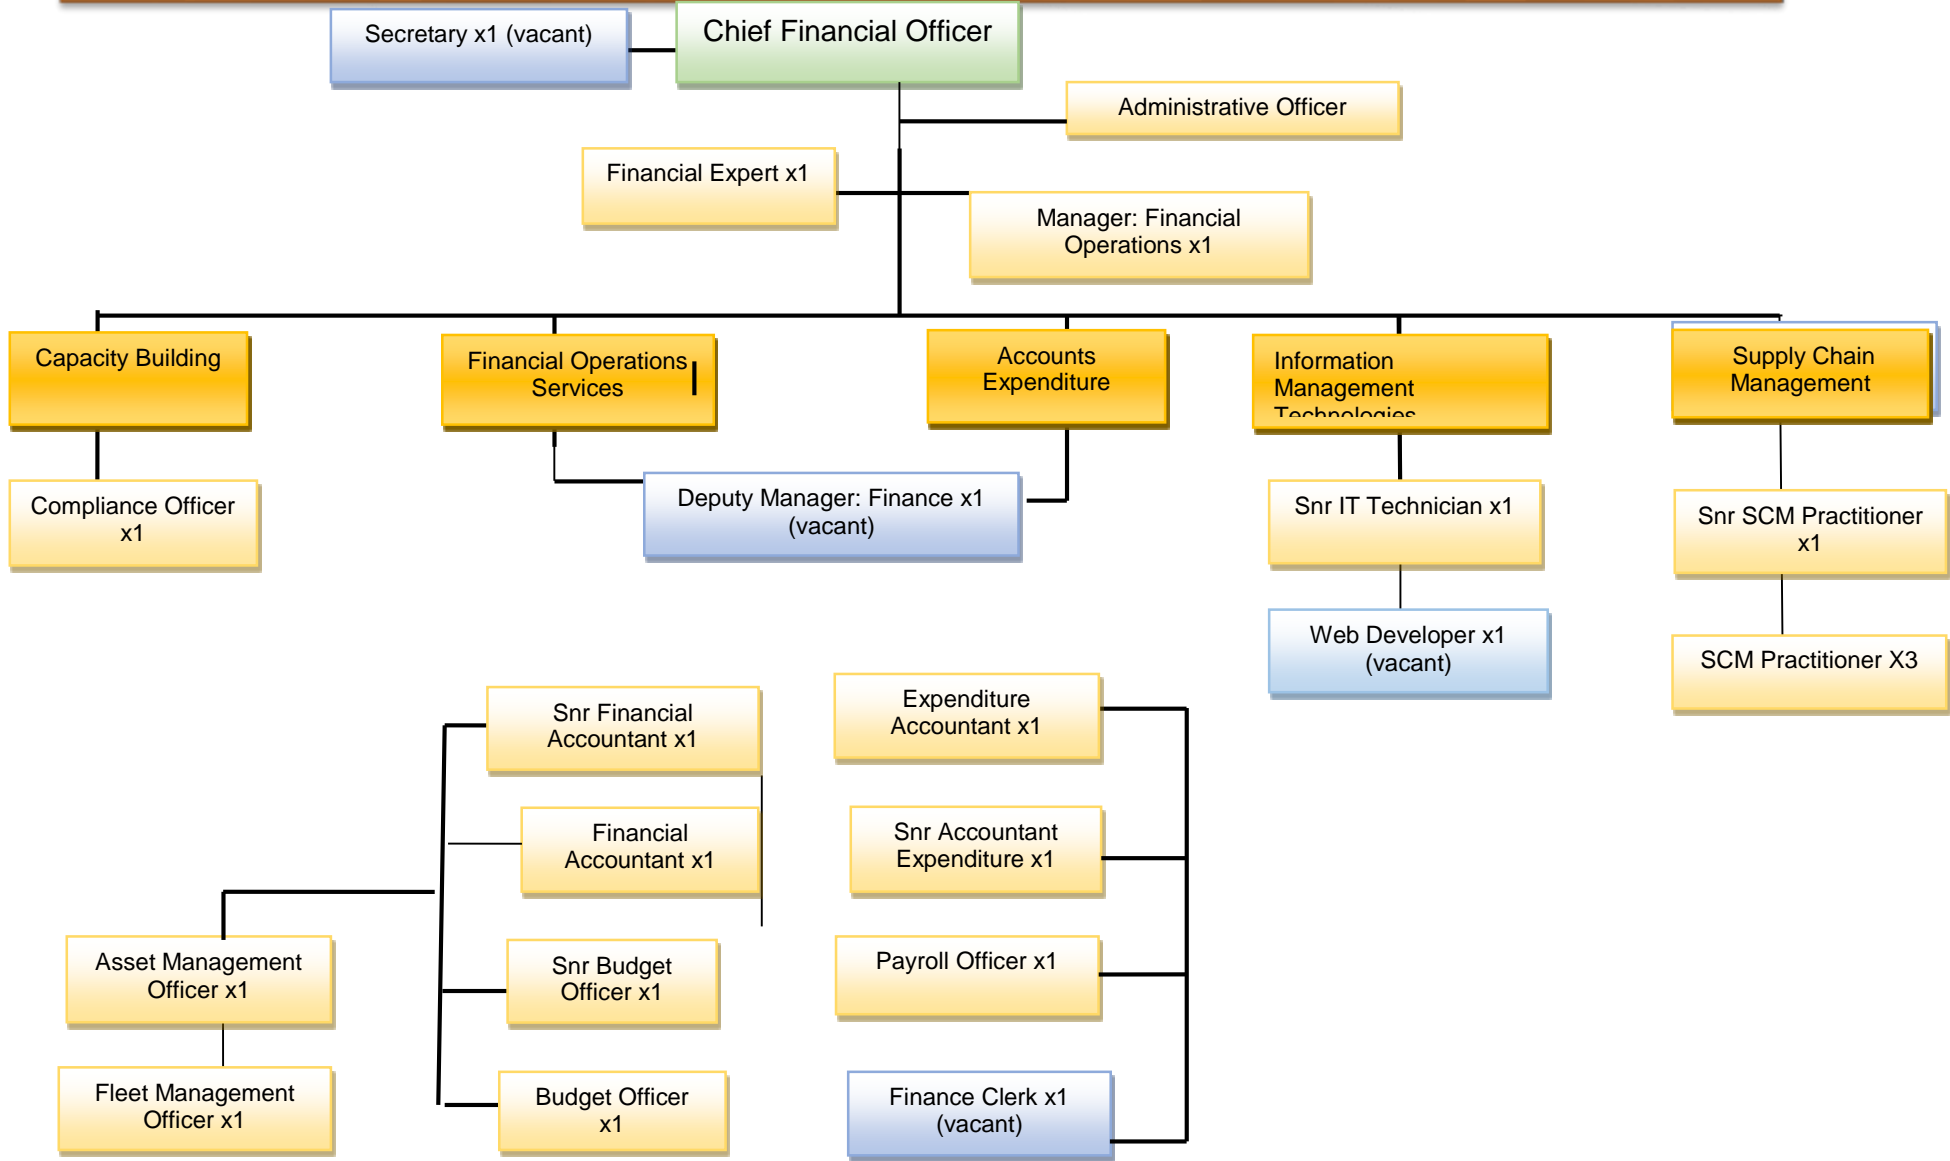 Secretary x1 (vacant)
Chief Financial Officer
Administrative Officer
Financial Expert x1
Manager: Financial
Operations x1
Capacity Building
Financial Operations
Services
Accounts
Expenditure
Information
Management
Technologies
Supply Chain
Management
Compliance Officer
x1
Deputy Manager: Finance x1
(vacant)
Snr IT Technician x1
Snr SCM Practitioner
x1
Web Developer x1
(vacant)
SCM Practitioner X3
Snr Financial
Accountant x1
Expenditure
Accountant x1
Financial
Accountant x1
Snr Accountant
Expenditure x1
Asset Management
Officer x1
Snr Budget
Officer x1
Payroll Officer x1
Fleet Management
Officer x1
Budget Officer
x1
Finance Clerk x1
(vacant)